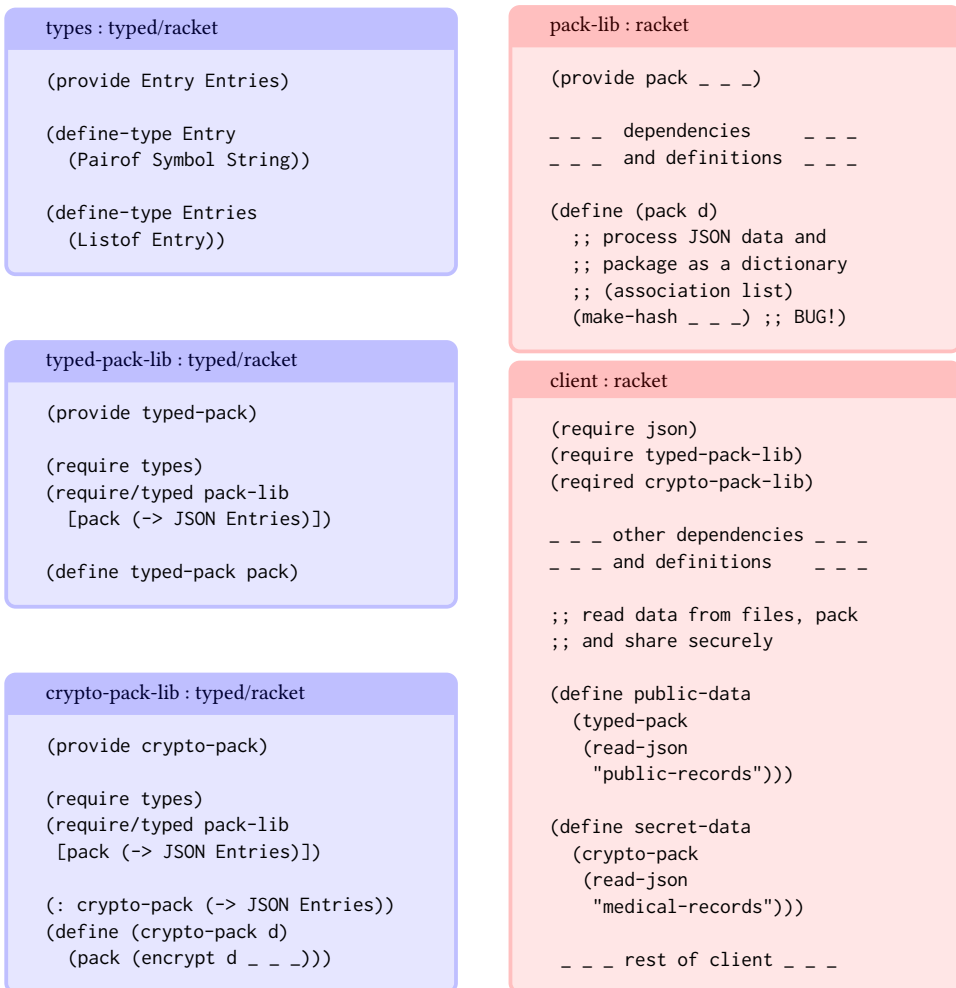 types : typed/racket
(provide Entry Entries)
(define-type Entry
(Pairof Symbol String))
(define-type Entries
(Listof Entry))
typed-pack-lib : typed/racket
(provide typed-pack)
(require types)
(require/typed pack-lib
[pack (-> JSON Entries)])
(define typed-pack pack)
crypto-pack-lib : typed/racket
(provide crypto-pack)
(require types)
(require/typed pack-lib
[pack (-> JSON Entries)])
(: crypto-pack (-> JSON Entries))
(define (crypto-pack d)
(pack (encrypt d _ _ _)))
pack-lib : racket
(provide pack _ _ _)
_ _ _ dependencies _ _ _
_ _ _ and definitions _ _ _
(define (pack d)
;; process JSON data and
;; package as a dictionary
;; (association list)
(make-hash _ _ _) ;; BUG!)
client : racket
(require json)
(require typed-pack-lib)
(reqired crypto-pack-lib)
_ _ _ other dependencies _ _ _
_ _ _ and definitions _ _ _
;; read data from files, pack
;; and share securely
(define public-data
(typed-pack
(read-json
"public-records")))
(define secret-data
(crypto-pack
(read-json
"medical-records")))
_ _ _ rest of client _ _ _